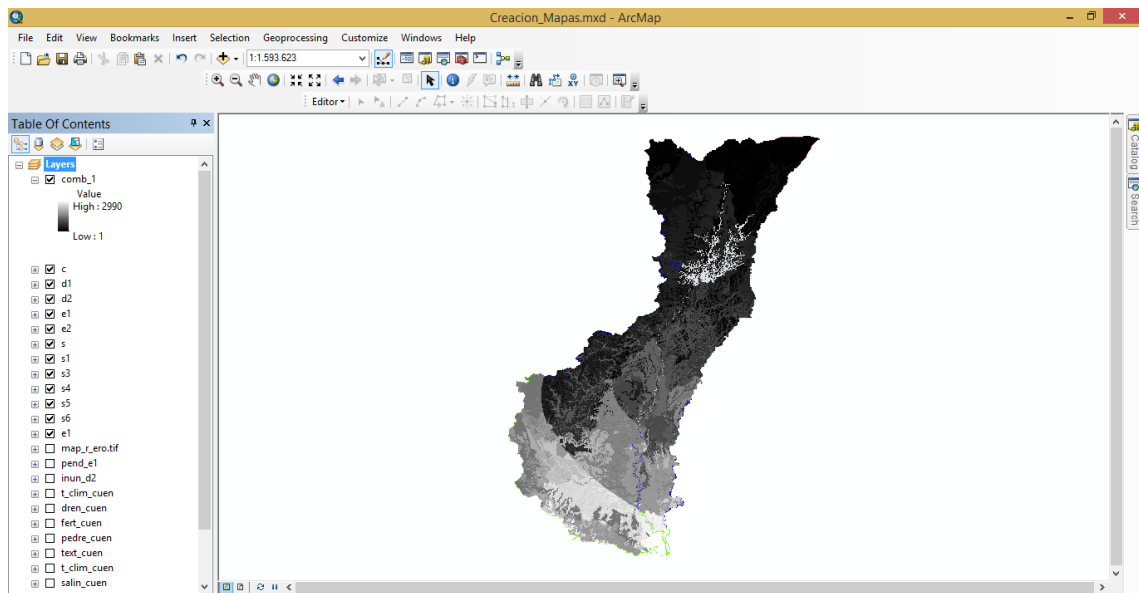 Creacion_Mapas.mxd - ArcMap
File Edit View Bookmarks Insert Selection Geoprocessing Customize Windows Help
1:1.593.623
Editor
Table Of Contents
Layers
comb_1
Value
High : 2990
Low : 1
c
d1
d2
e1
e2
s
s1
s3
s4
s5
s6
e1
map_r_ero.tif
pend_e1
inun_d2
t_clim_cuen
dren_cuen
fert_cuen
pedre_cuen
text_cuen
t_clim_cuen
salin_cuen
Catalog
Search